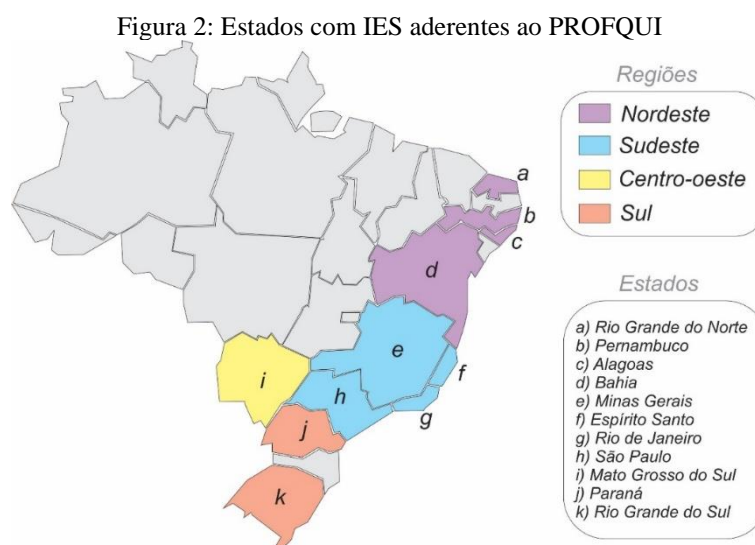 Figura 2: Estados com IES aderentes ao PROFQUI
Regiões
Nordeste
Sudeste
Centro-oeste
Sul
a
b
c
d
e
f
g
h
i
j
k
Estados
a) Rio Grande do Norte
b) Pernambuco
c) Alagoas
d) Bahia
e) Minas Gerais
f) Espírito Santo
g) Rio de Janeiro
h) São Paulo
i) Mato Grosso do Sul
j) Paraná
k) Rio Grande do Sul